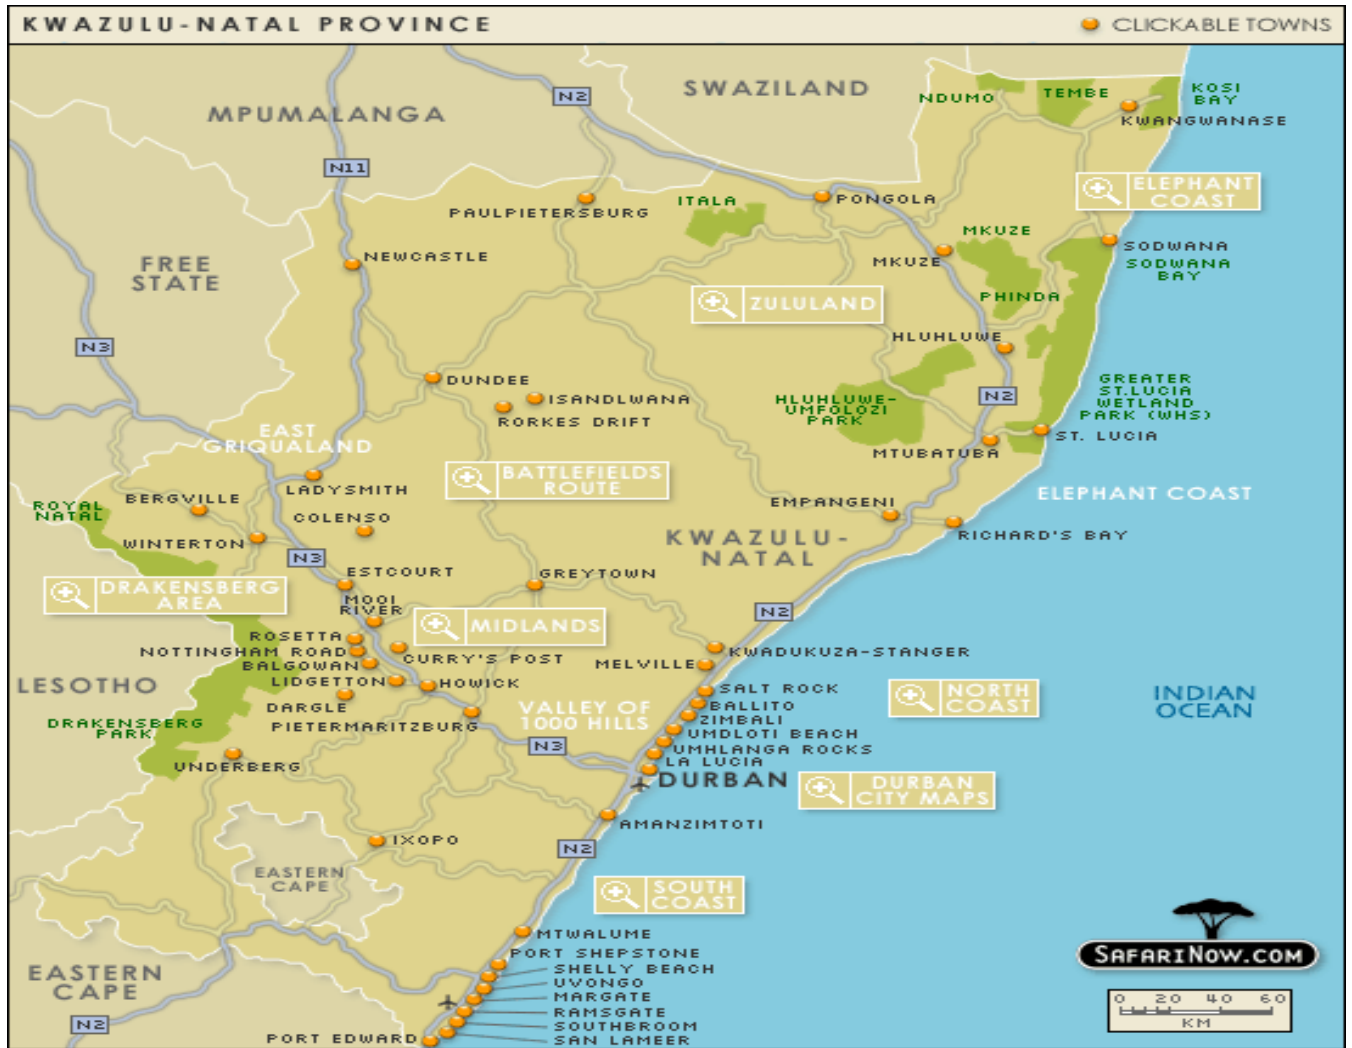 KWAZULU-NATAL PROVINCE
CLICKABLE TOWNS
SWAZILAND
N2
MPUMALANGA
NDUMO
TEMBE
KOSI
BAY
KWANGWANASE
N11
ELEPHANT
COAST
PAULPIETERSBURG
ITALA
PONGOLA
MKUZE
NEWCASTLE
MKUZE
SODWANA
SODWANA
BAY
FREE
STATE
PHINDA
ZULULAND
N3
HLUHLUWE
DUNDEE
ISANDLWANA
RORKES DRIFT
HLUHLUWE-
UMFOLOZI
PARK
N2
GREATER
ST.LUCIA
WETLAND
PARK (WHS)
EAST
GRIQUALAND
ST. LUCIA
MTUBATUBA
BATTLEFIELDS
ROUTE
LADYSMITH
BERGVILLE
ROYAL
NATAL
COLENSO
EMPANGENI
ELEPHANT COAST
RICHARD'S BAY
WINTERTON
KWAZULU-
NATAL
N3
ESTCOURT
GREYTOWN
DRAKENSBERG
AREA
MOOI
RIVER
N2
MIDLANDS
ROSETTA
NOTTINGHAM ROAD
BALGOWAN
CURRY'S POST
KWADUKUZA-STANGER
MELVILLE
LESOTHO
LIDGETTON
HOWICK
SALT ROCK
NORTH
COAST
INDIAN
OCEAN
DARGLE
BALLITO
VALLEY OF
1000 HILLS
ZIMBALI
DRAKENSBERG
PARK
PIETERMARITZBURG
UMDLOTI BEACH
N3
UMHLANGA ROCKS
UNDERBERG
LA LUCIA
DURBAN
DURBAN
CITY MAPS
AMANZIMTOTI
IXOPO
N2
EASTERN
CAPE
SOUTH
COAST
MTWALUME
PORT SHEPSTONE
SHELLY BEACH
UVONGO
MARGATE
RAMSGATE
SOUTHBROOM
SAN LAMEER
PORT EDWARD
EASTERN
CAPE
N2
SAFARINOW.COM
0 20 40 60
KM